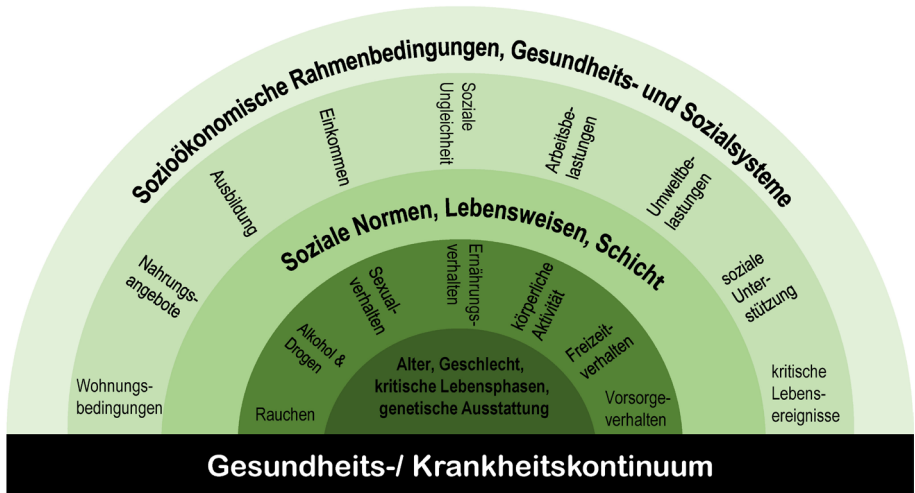 Sozioökonomische Rahmenbedingungen, Gesundheits- und Sozialsysteme
Wohnungs-
bedingungen
Nahrungs-
angebote
Ausbildung
Einkommen
Soziale
Ungleichheit
Arbeitsbe-
lastungen
Umweltbe-
lastungen
soziale
Unter-
stützung
kritische
Lebens-
ereignisse
Soziale Normen, Lebensweisen, Schicht
Rauchen
Alkohol &
Drogen
Sexual-
verhalten
Ernährungs-
verhalten
körperliche
Aktivität
Freizeit-
verhalten
Vorsorge-
verhalten
Alter, Geschlecht,
kritische Lebensphasen,
genetische Ausstattung
Gesundheits-/ Krankheitskontinuum